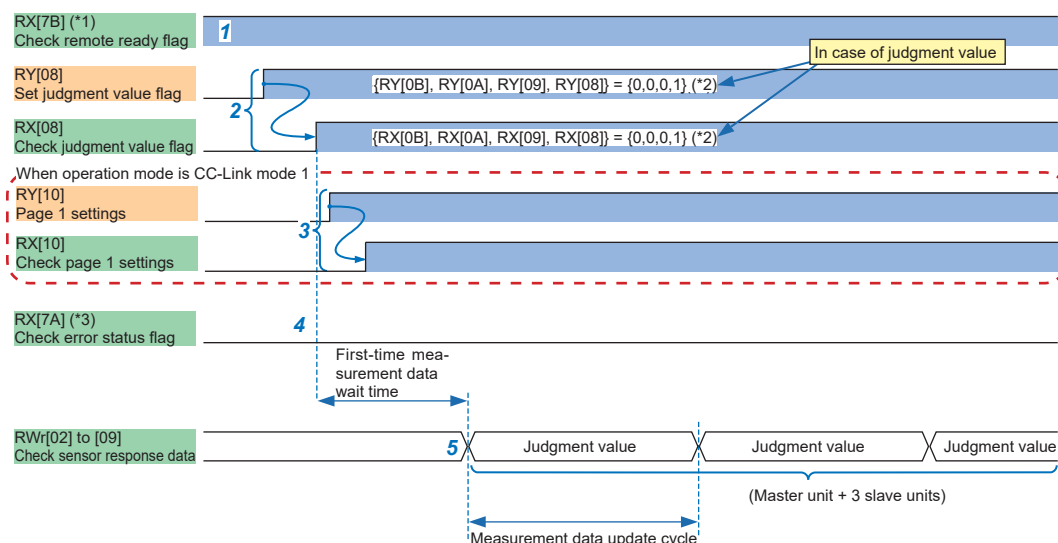 RX[7B] (*1)
Check remote ready flag
1
In case of judgment value
RY[08]
Set judgment value flag
{RY[0B], RY[0A], RY[09], RY[08]} = {0,0,0,1} (*2)
2
RX[08]
Check judgment value flag
{RX[0B], RX[0A], RX[09], RX[08]} = {0,0,0,1} (*2)
When operation mode is CC-Link mode 1
RY[10]
Page 1 settings
3
RX[10]
Check page 1 settings
RX[7A] (*3)
Check error status flag
4
First-time mea-
surement data
wait time
RWr[02] to [09]
Check sensor response data
5
Judgment value
Judgment value
Judgment value
(Master unit + 3 slave units)
Measurement data update cycle